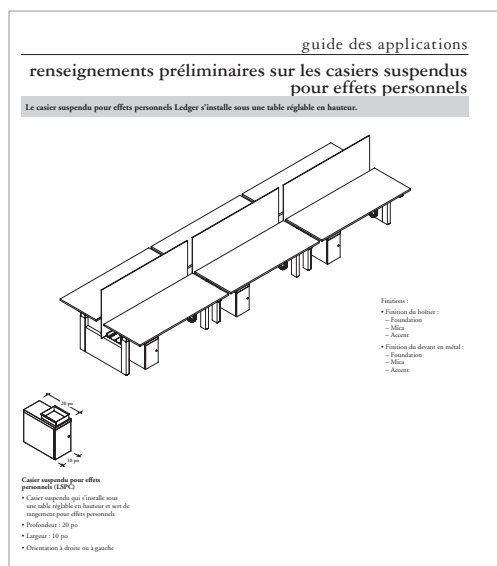 guide des applications
renseignements préliminaires sur les casiers suspendus
pour effets personnels
Le casier suspendu pour effets personnels Ledger s'installe sous une table réglable en hauteur.
Finitions :
• Finition du boîtier :
– Foundation
– Mica
– Accent
• Finition du devant en métal :
– Foundation
– Mica
– Accent
20 po
10 po
Casier suspendu pour effets
personnels (LSPC)
• Casier suspendu qui s'installe sous
une table réglable en hauteur et sert de
rangement pour effets personnels
• Profondeur : 20 po
• Largeur : 10 po
• Orientation à droite ou à gauche